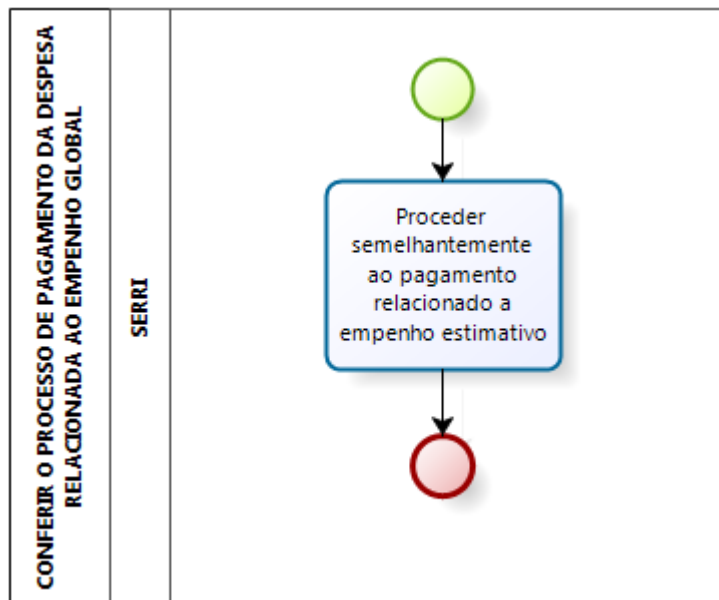 CONFERIR O PROCESSO DE PAGAMENTO DA DESPESA
RELACIONADA AO EMPENHO GLOBAL
SERRI
Proceder
semelhantemente
ao pagamento
relacionado a
empenho estimativo